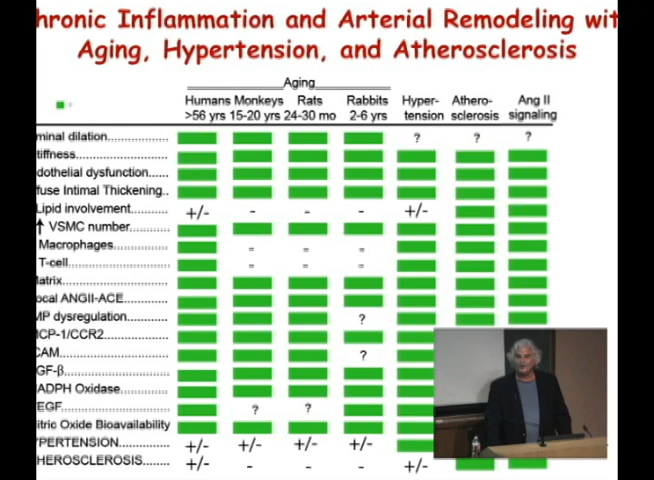 hronic Inflammation and Arterial Remodeling wit
Aging, Hypertension, and Atherosclerosis
Aging
Humans Monkeys Rats Rabbits Hyper- Athero- Ang II
>56 yrs 15-20 yrs 24-30 mo 2-6 yrs tension sclerosis signaling
minal dilation................ ? ? ?
tiffness........................
dothelial dysfunction......
fuse Intimal Thickening..
Lipid involvement.......... +/- - - - +/-
↑ VSMC number..........
Macrophages.............. = = =
T-cell.......................... = = =
latrix...........................
ocal ANGII-ACE...........
MP dysregulation........... ?
ICP-1/CCR2................
CAM............................ ?
GF-β...........................
ADPH Oxidase.............
EGF............................ ? ?
itric Oxide Bioavailability
YPERTENSION............. +/- +/- +/- +/-
HEROSCLEROSIS........ +/- - - - +/-